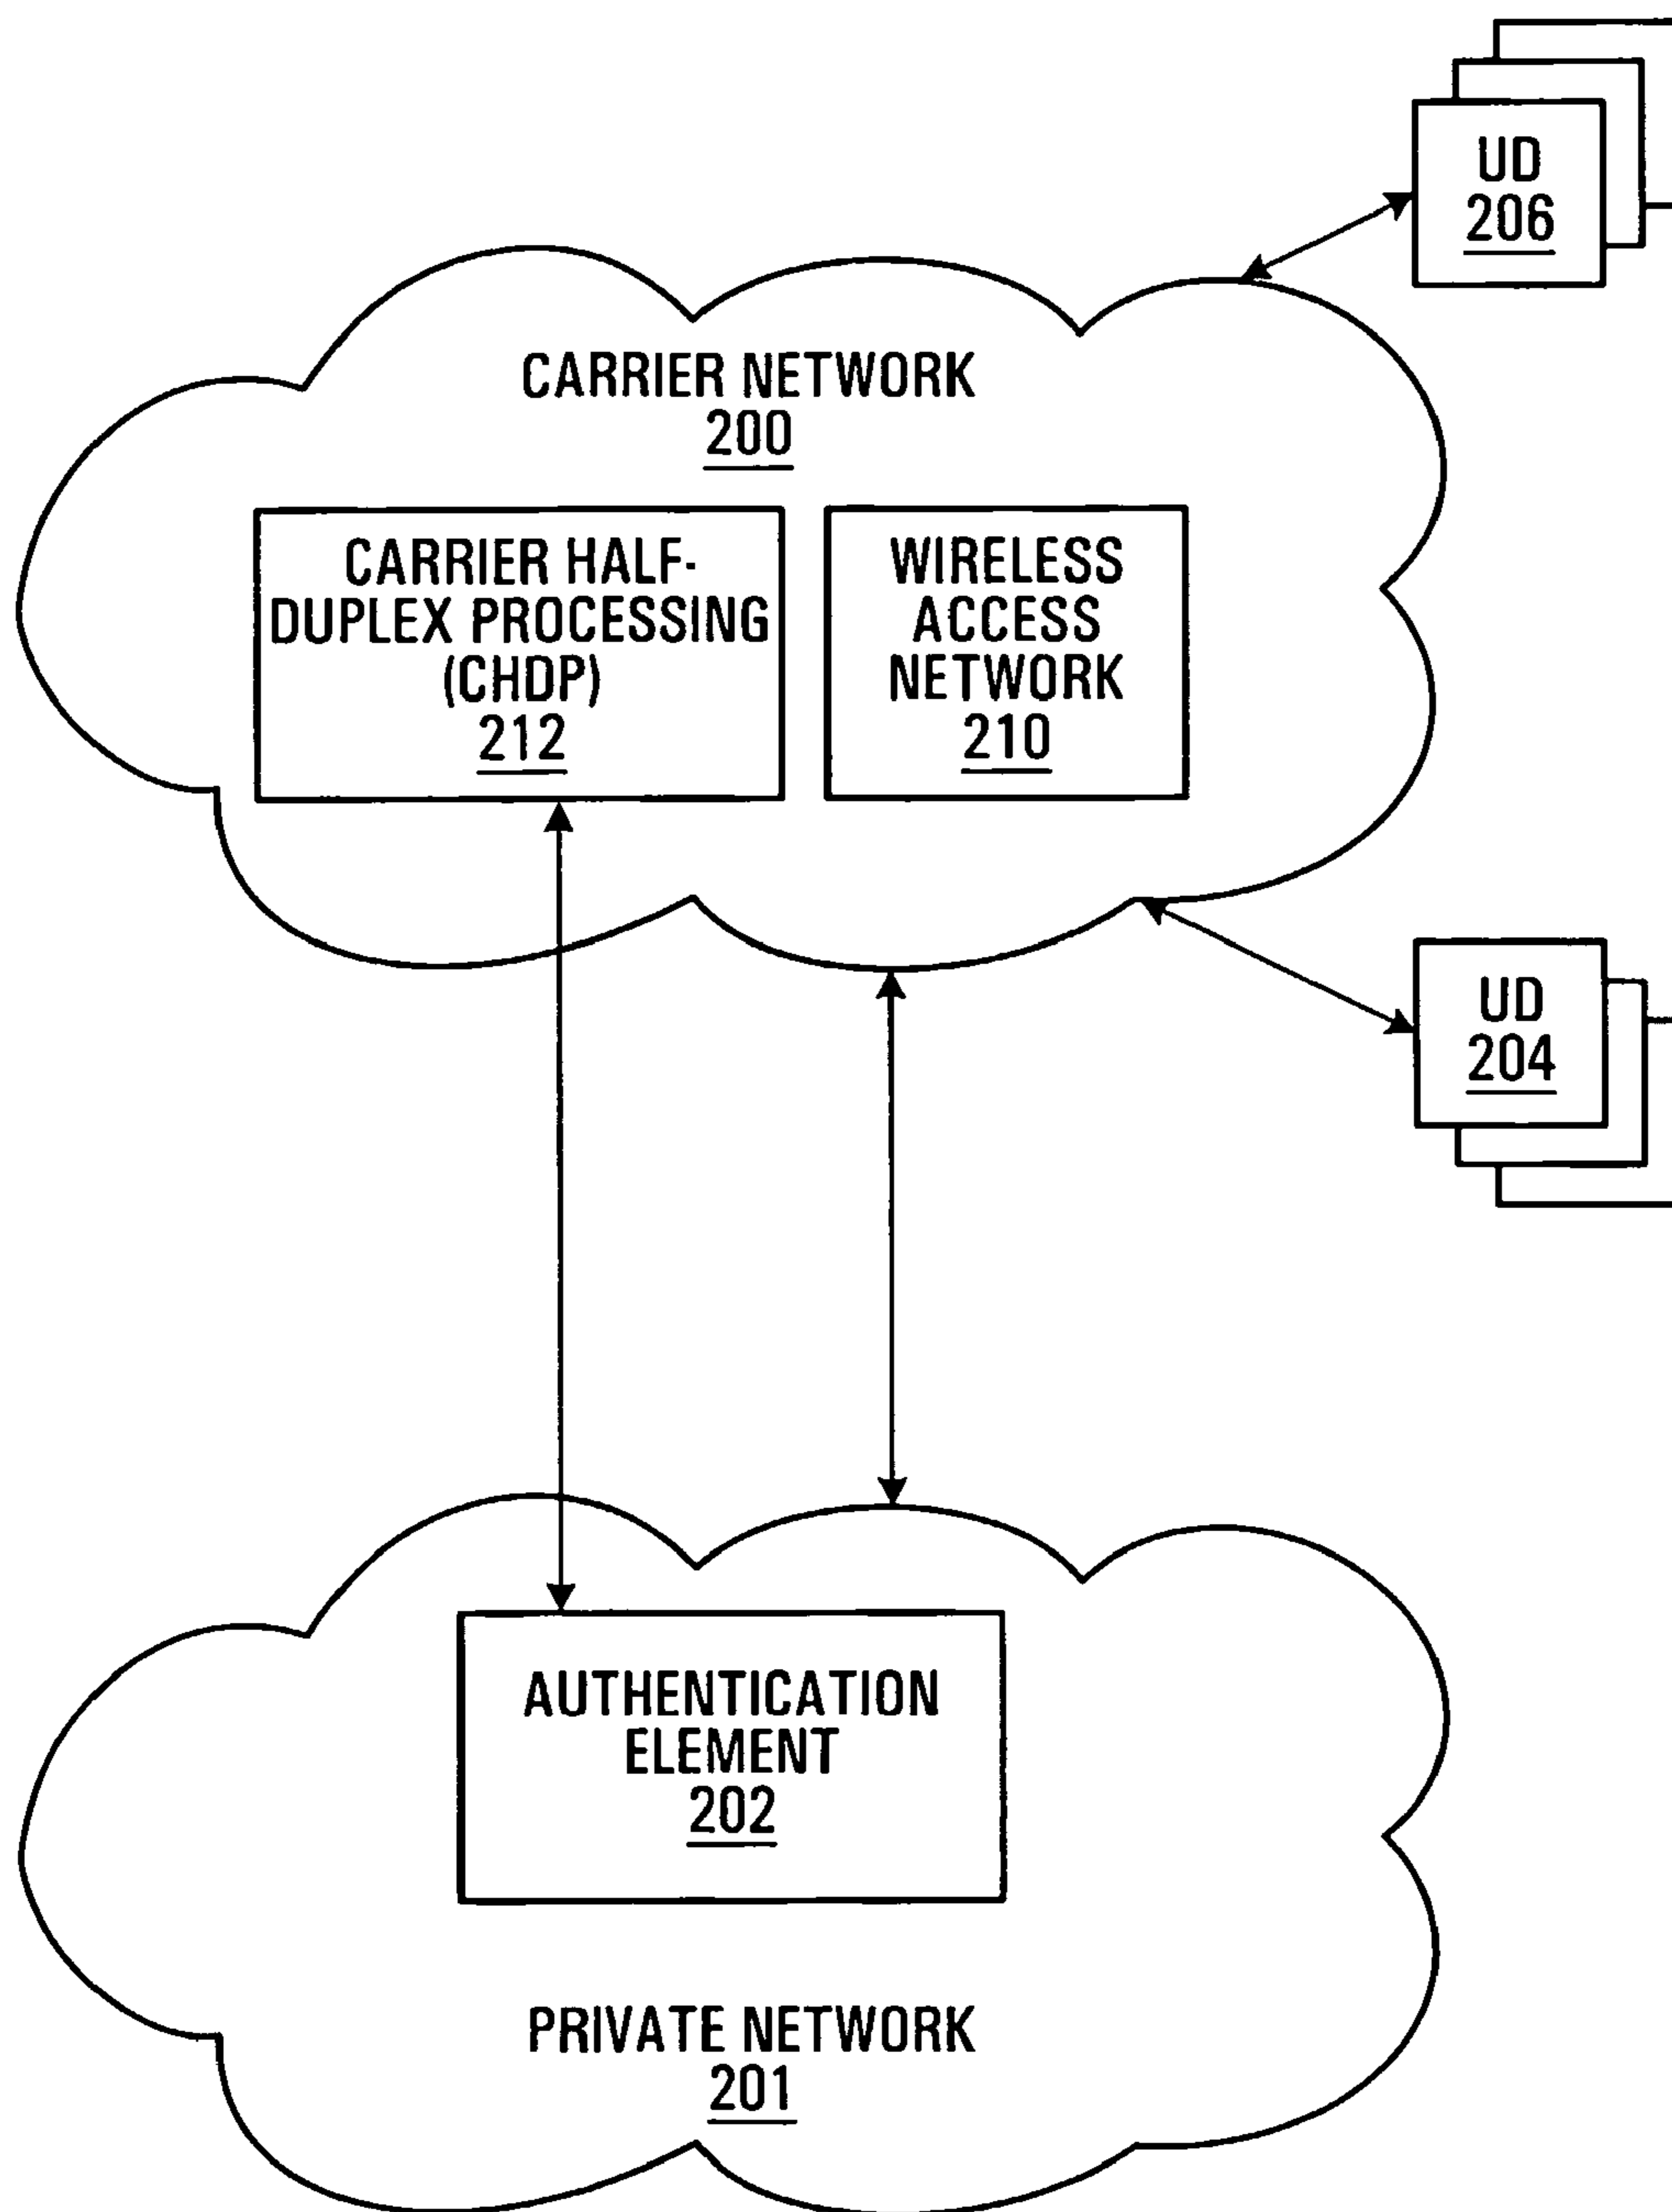 UD
206
CARRIER NETWORK
200
CARRIER HALF-
DUPLEX PROCESSING
(CHDP)
212
WIRELESS
ACCESS
NETWORK
210
UD
204
AUTHENTICATION
ELEMENT
202
PRIVATE NETWORK
201